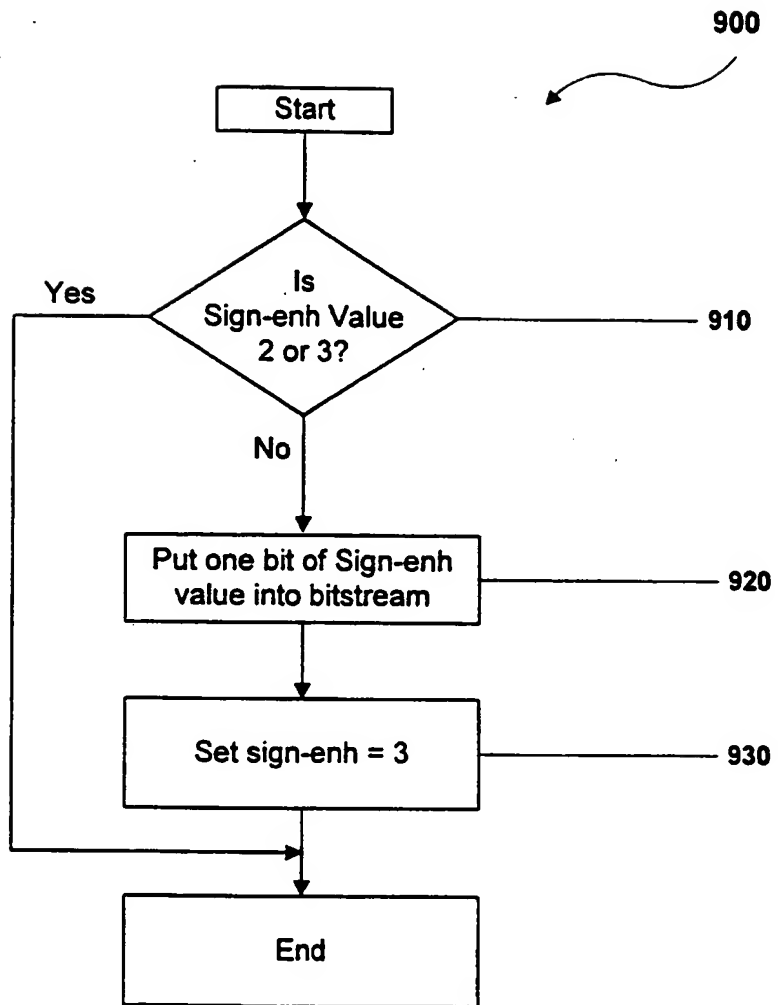 900
Start
Is
Sign-enh Value
2 or 3?
Yes
910
No
Put one bit of Sign-enh
value into bitstream
920
Set sign-enh = 3
930
End